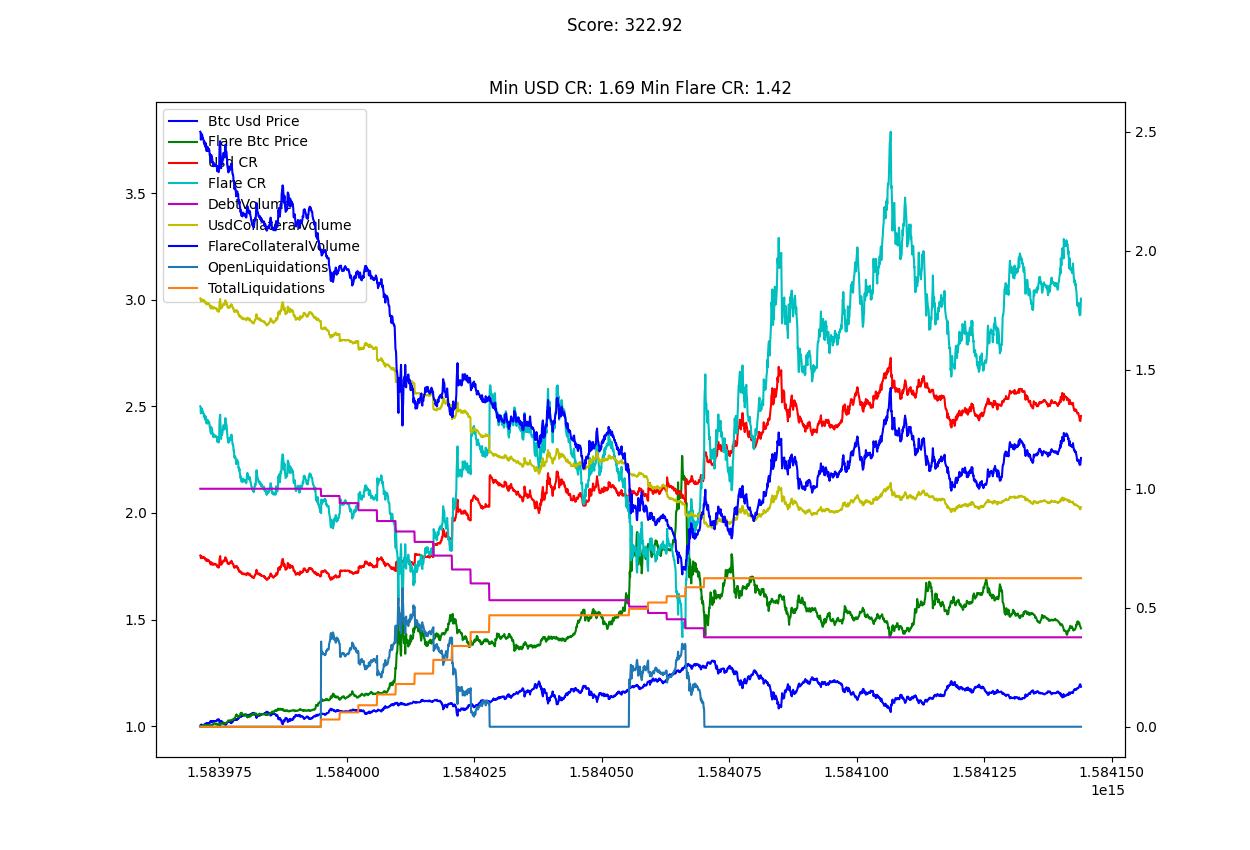 Score: 322.92
Min USD CR: 1.69 Min Flare CR: 1.42
Btc Usd Price
Flare Btc Price
Usd CR
Flare CR
DebtVolume
UsdCollateralVolume
FlareCollateralVolume
OpenLiquidations
TotalLiquidations
3.5
3.0
2.5
2.0
1.5
1.0
2.5
2.0
1.5
1.0
0.5
0.0
1.583975
1.584000
1.584025
1.584050
1.584075
1.584100
1.584125
1.584150
1e15